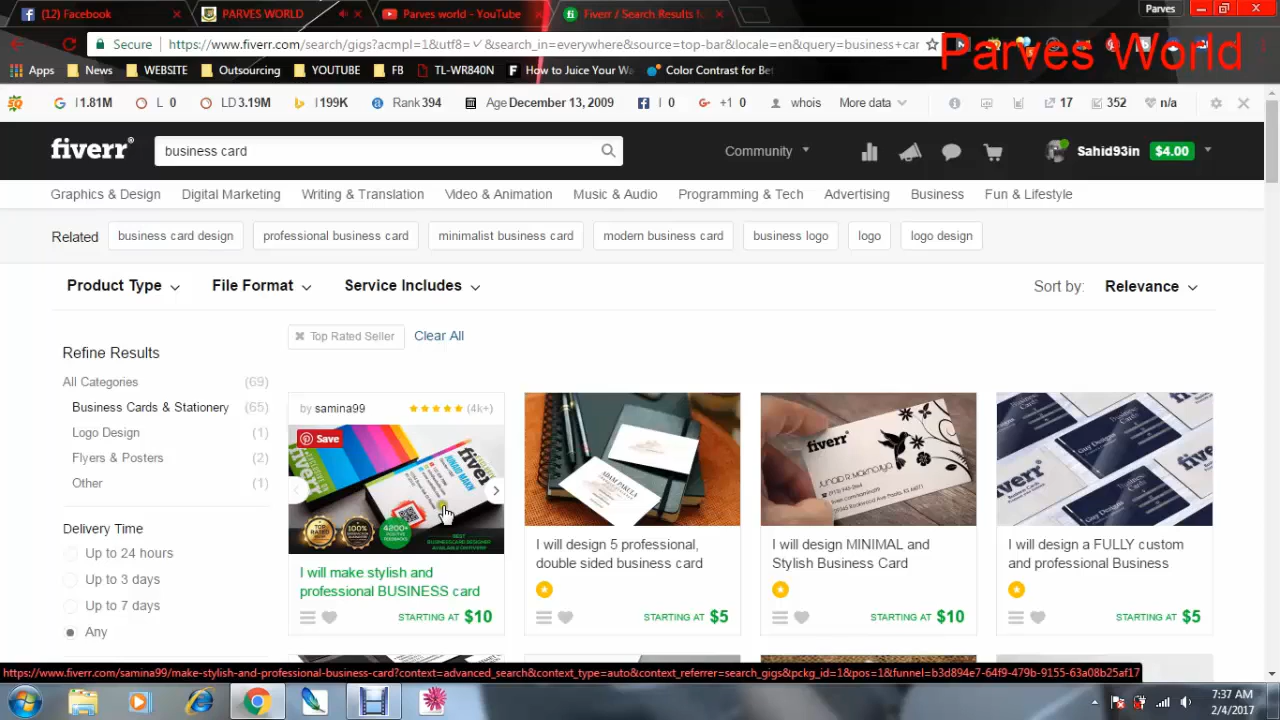 (1) Facebook
PARVES WORLD
Parves world - YouTube
Fiverr / Search Results f
Parves
Secure
https://www.fiverr.com/search/gigs?acmpl=1&utf8=✓&search_in=everywhere&source=top-bar&locale=en&query=business+car
Parves World
Apps
News
WEBSITE
Outsourcing
YOUTUBE
FB
TL-WR840N
How to Juice Your Wa
Color Contrast for Bet
I 1.81M
L 0
LD 3.19M
I 199K
Rank 394
Age December 13, 2009
I 0
+1 0
whois
More data
17
352
n/a
fiverr
business card
Community
Sahid93in
$4.00
Graphics & Design
Digital Marketing
Writing & Translation
Video & Animation
Music & Audio
Programming & Tech
Advertising
Business
Fun & Lifestyle
Related
business card design
professional business card
minimalist business card
modern business card
business logo
logo
logo design
Product Type
File Format
Service Includes
Sort by:
Relevance
Top Rated Seller
Clear All
Refine Results
All Categories (69)
Business Cards & Stationery (65)
Logo Design (1)
Flyers & Posters (2)
Other (1)
Delivery Time
Up to 24 hours
Up to 3 days
Up to 7 days
Any
by samina99
(4k+)
Save
fiverr
4200+
I will make stylish and
professional BUSINESS card
STARTING AT $10
ADAM PARCLA
I will design 5 professional,
double sided business card
STARTING AT $5
fiverr
Junaid R. Maknojya
I will design MINIMAL and
Stylish Business Card
STARTING AT $10
fiverr
I will design a FULLY custom
and professional Business
STARTING AT $5
https://www.fiverr.com/samina99/make-stylish-and-professional-business-card?context=advanced_search&context_type=auto&context_referrer=search_gigs&pckg_id=1&pos=1&funnel=b3d894e7-64f9-479b-9155-63a08b25af17
7:37 AM
2/4/2017